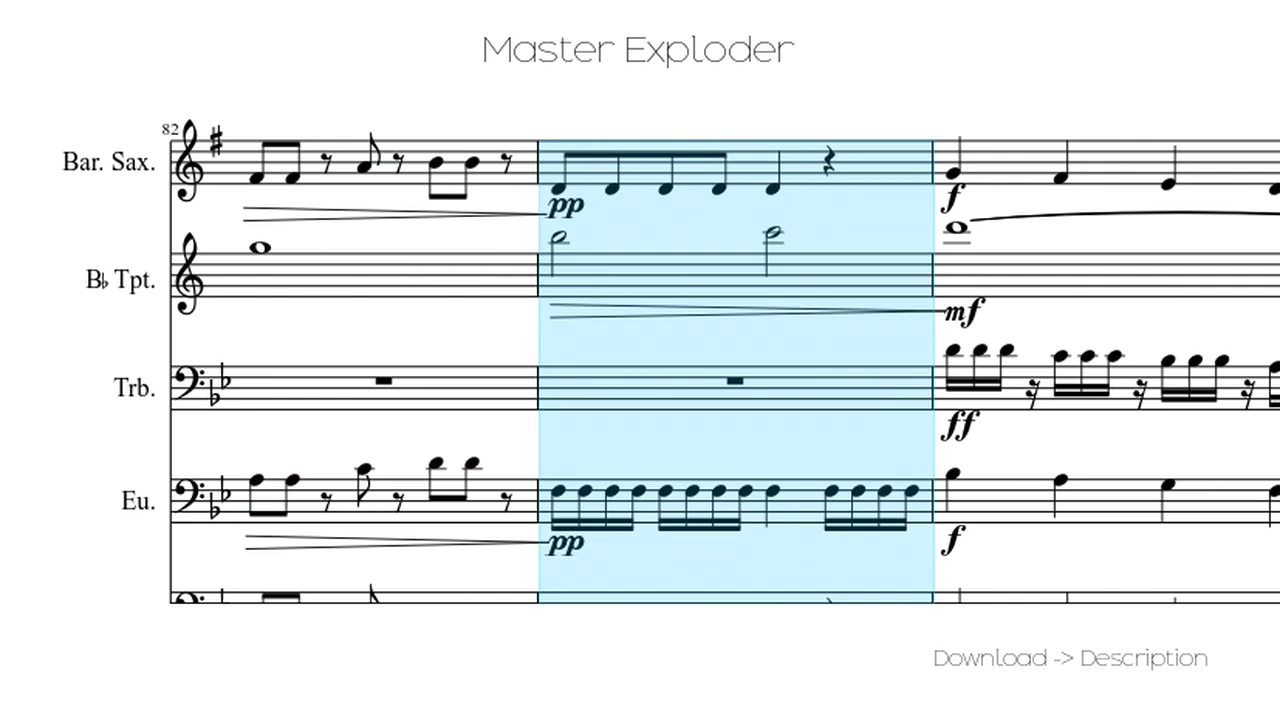 Master Exploder
82
Bar. Sax.
pp
f
B♭ Tpt.
mf
Trb.
ff
Eu.
pp
f
Download -> Description